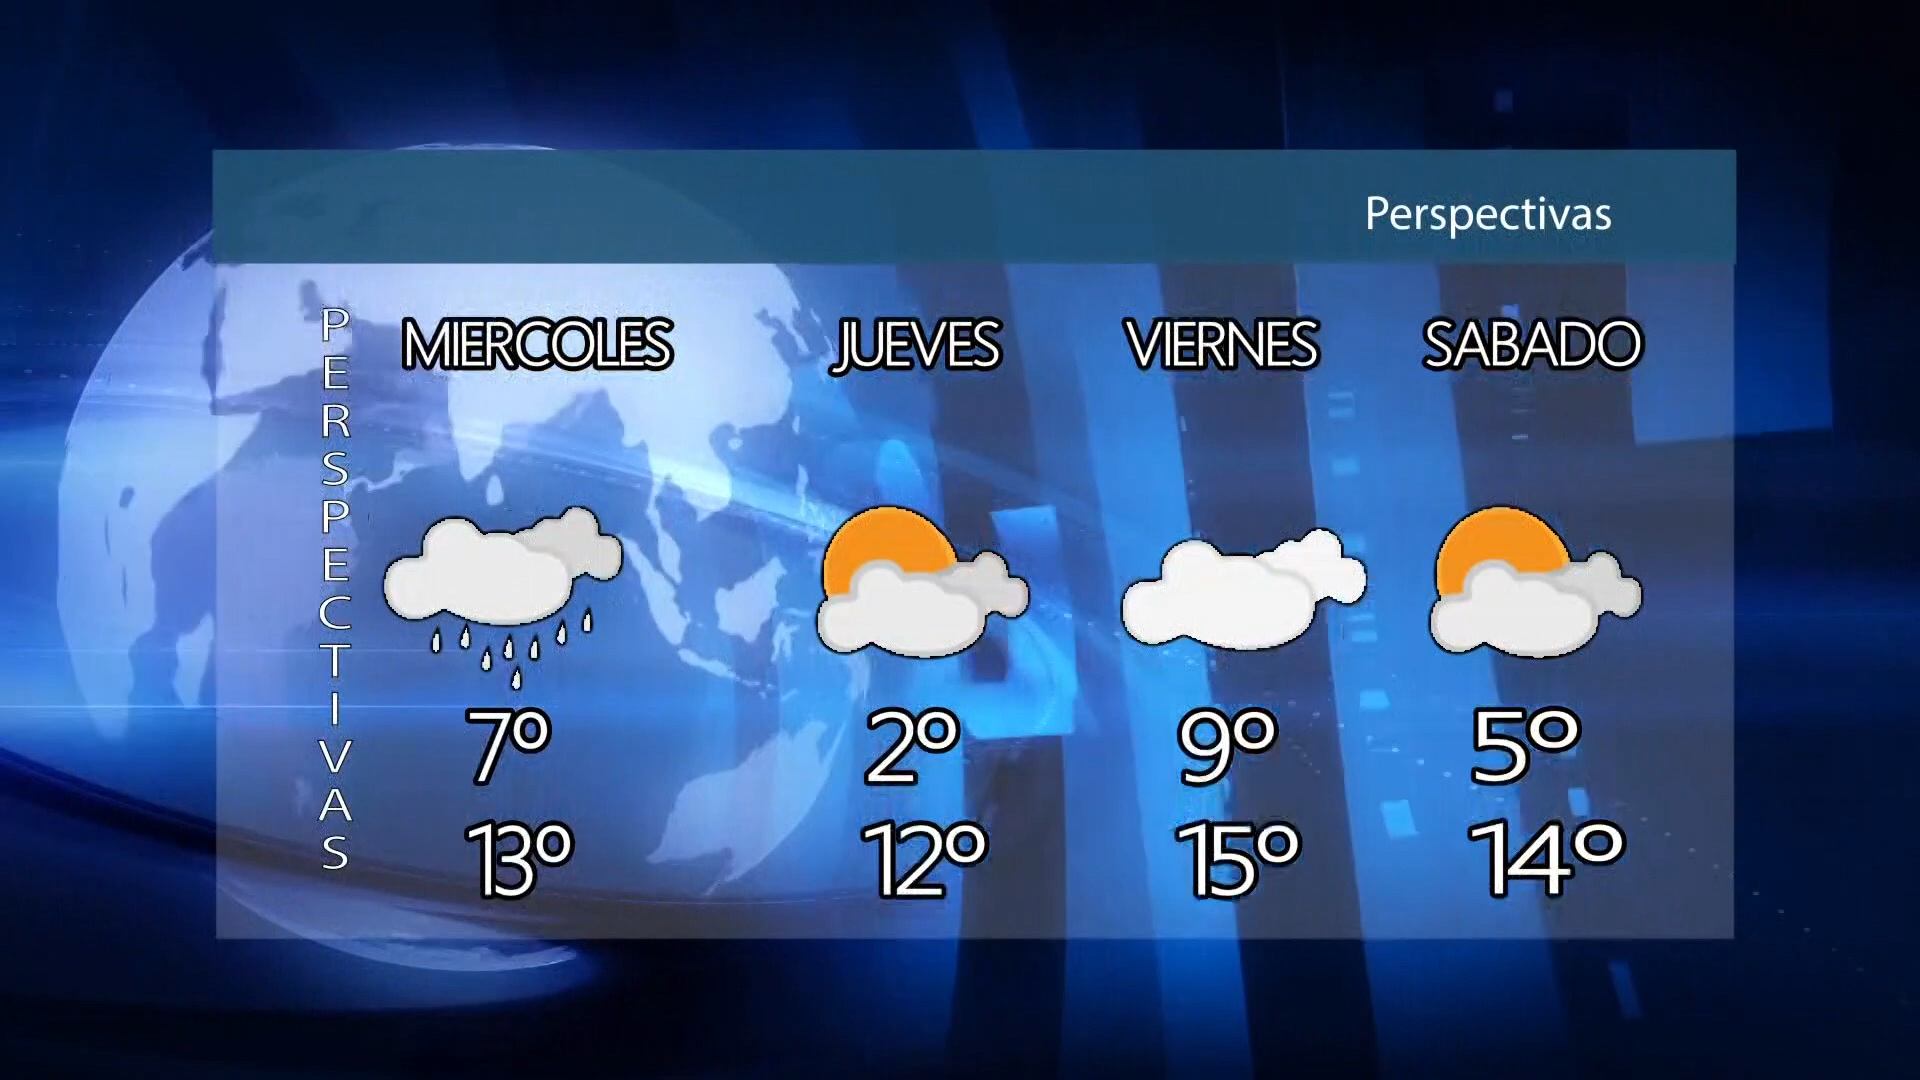 Perspectivas
PERSPECTIVAS
MIERCOLES JUEVES VIERNES SABADO
7º 2º 9º 5º
13º 12º 15º 14º